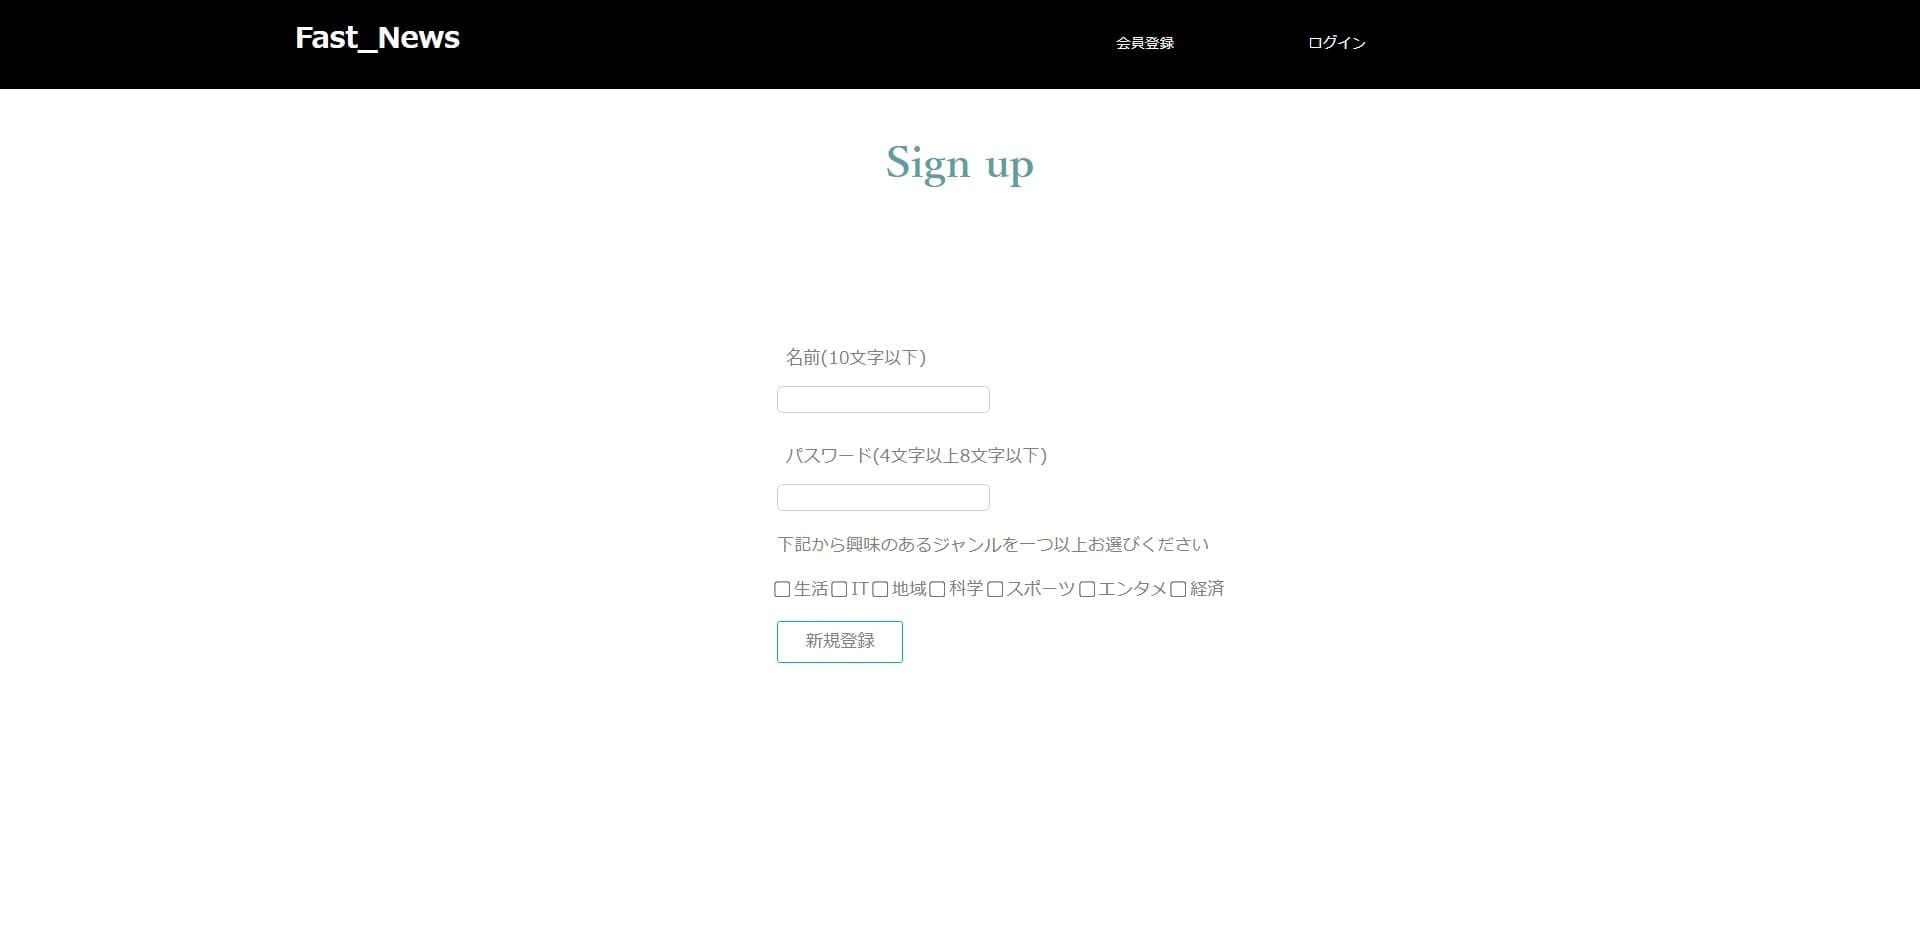 Fast_News 会員登録 ログイン
Sign up
名前(10文字以下)
パスワード(4文字以上8文字以下)
下記から興味のあるジャンルを一つ以上お選びください
生活 IT 地域 科学 スポーツ エンタメ 経済
新規登録